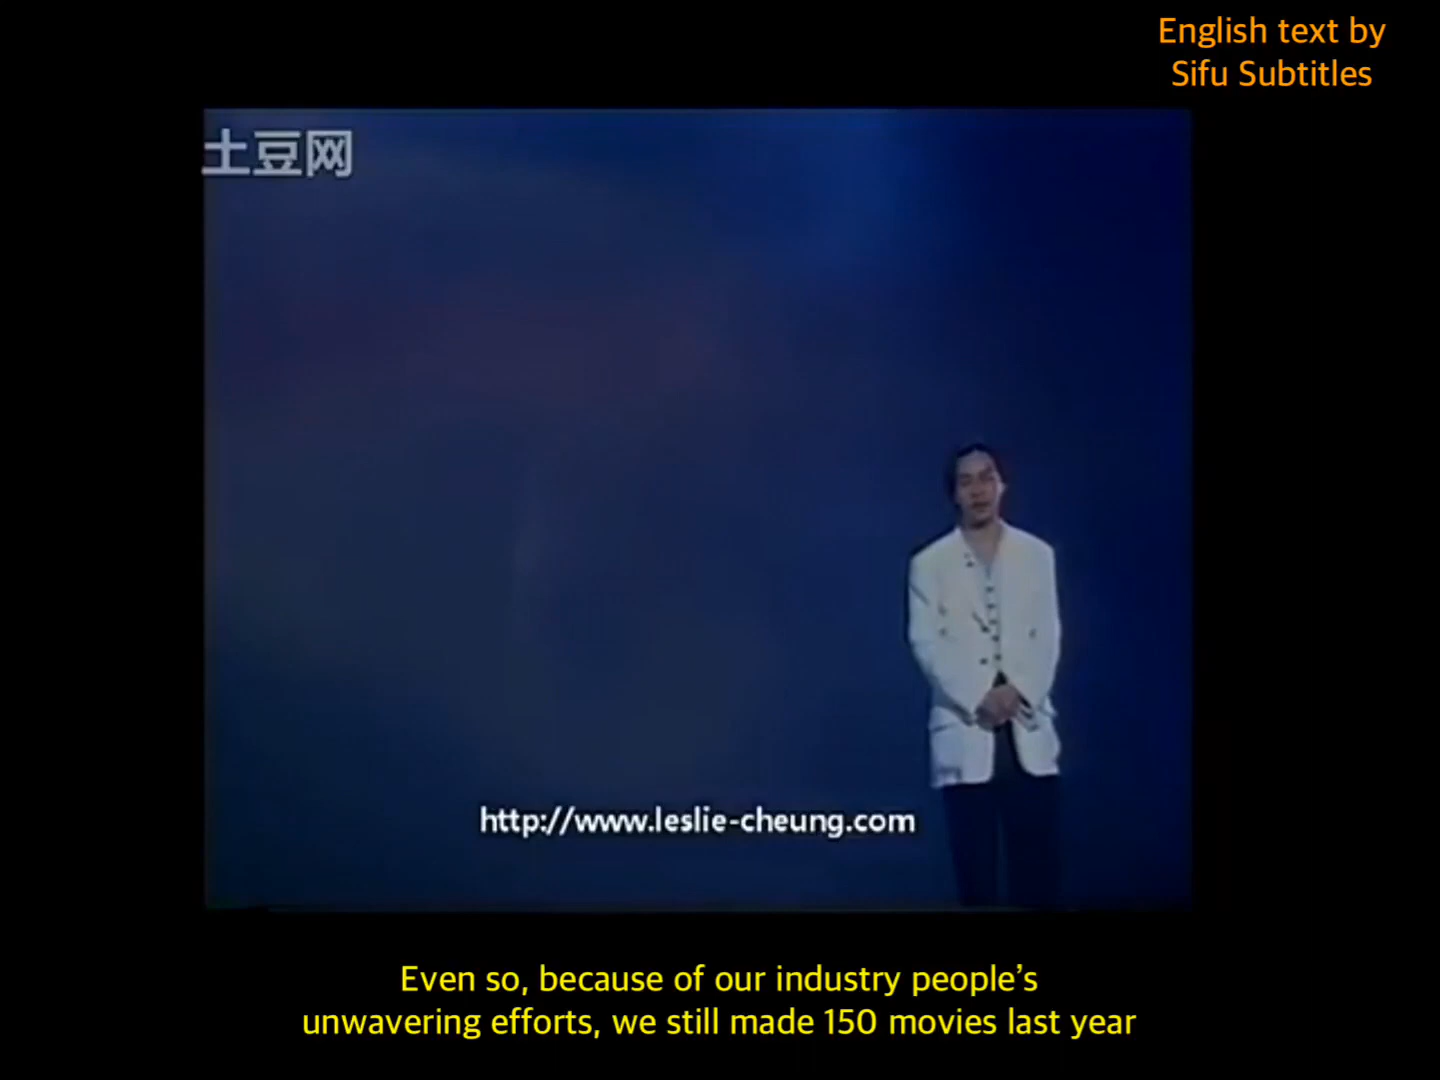 English text by
Sifu Subtitles
土豆网
http://www.leslie-cheung.com
Even so, because of our industry people’s
unwavering efforts, we still made 150 movies last year